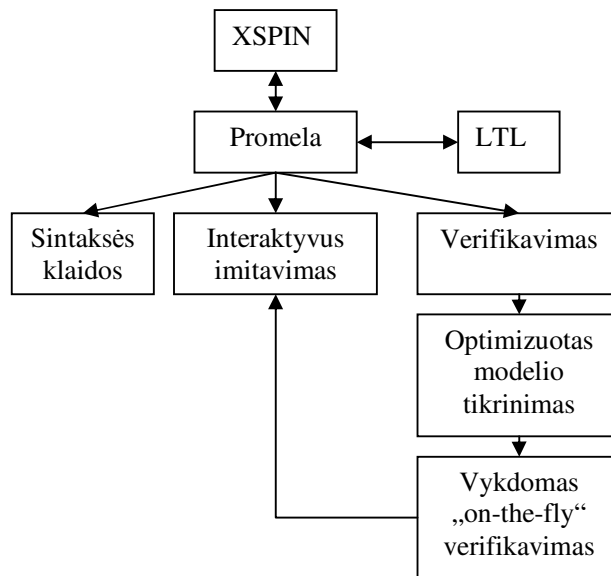 XSPIN
Promela
LTL
Sintaksės
klaidos
Interaktyvus
imitavimas
Verifikavimas
Optimizuotas
modelio
tikrinimas
Vykdomas
„on-the-fly“
verifikavimas